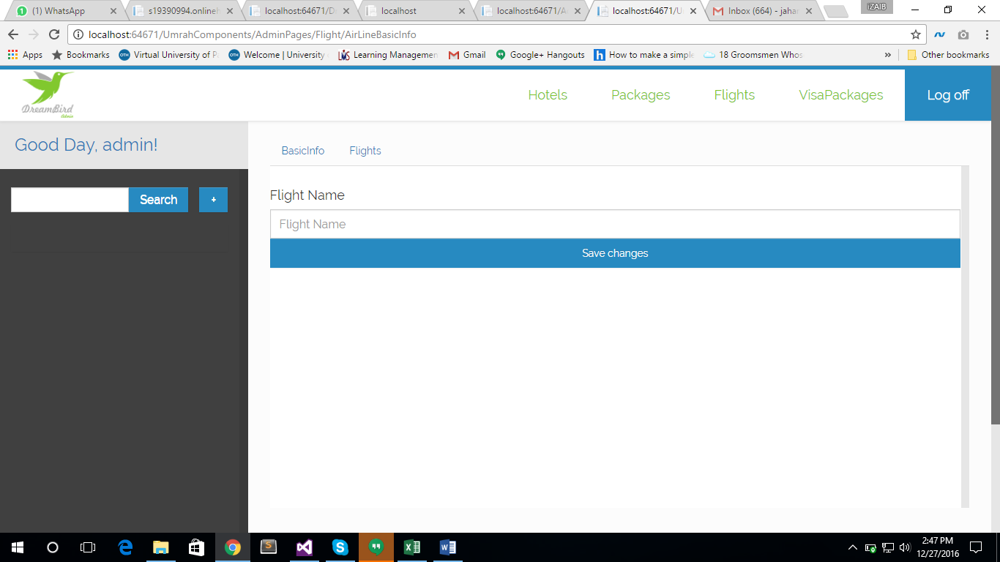 (1) WhatsApp
s19390994.onlineh
localhost:64671/D
localhost
localhost:64671/A
localhost:64671/U
Inbox (664) - jahar
iZAIB
localhost:64671/UmrahComponents/AdminPages/Flight/AirLineBasicInfo
Apps Bookmarks Virtual University of Pa Welcome | University Learning Managemen Gmail Google+ Hangouts How to make a simple 18 Groomsmen Whos » Other bookmarks
DreamBird
Admin
Hotels Packages Flights VisaPackages Log off
Good Day, admin!
BasicInfo Flights
Search +
Flight Name
Flight Name
Save changes
2:47 PM
12/27/2016